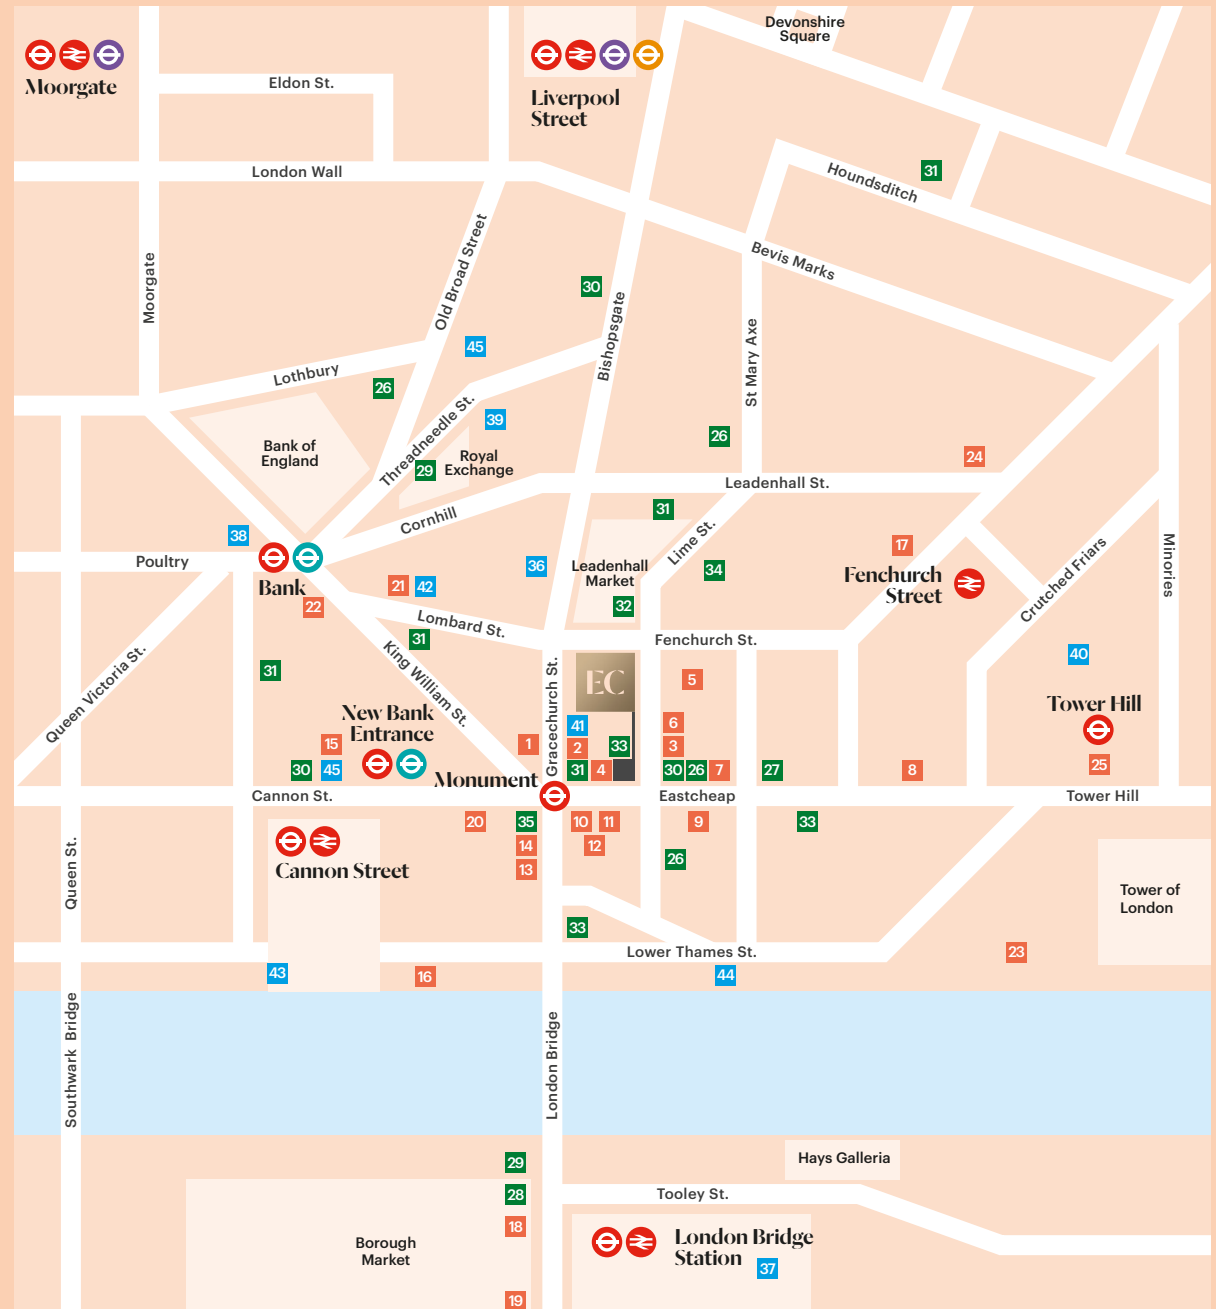 Devonshire
Square
Moorgate
Liverpool
Street
Eldon St.
London Wall
Houndsditch
31
Bevis Marks
Moorgate
Old Broad Street
30
Bishopsgate
St Mary Axe
45
Lothbury
26
Threadneedle St.
39
26
Bank of
England
29
Royal
Exchange
24
Leadenhall St.
Cornhill
31
Lime St.
38
Poultry
Bank
22
21
42
36
Leadenhall
Market
32
34
17
Fenchurch
Street
Crutched Friars
Minories
Lombard St.
31
King William St.
Fenchurch St.
40
31
Queen Victoria St.
Gracechurch St.
EC
5
New Bank
Entrance
Tower Hill
15
1
41
6
2
33
3
30
45
Monument
31
4
30
26
7
27
8
25
Cannon St.
Eastcheap
Tower Hill
20
35
10
11
9
33
14
12
Cannon Street
13
26
Queen St.
Tower of
London
33
Lower Thames St.
23
43
16
44
Southwark Bridge
London Bridge
29
Hays Galleria
28
Tooley St.
18
Borough
Market
London Bridge
Station
37
19